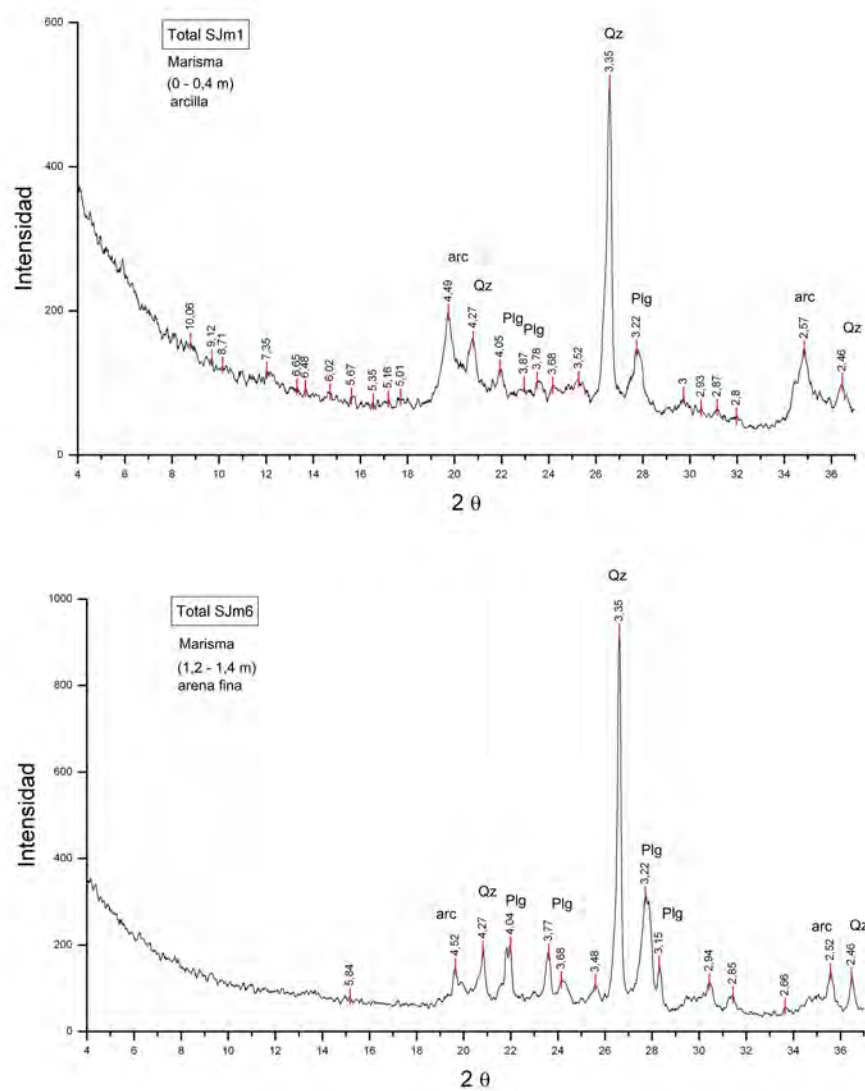 Total SJm1
Marisma
(0 - 0,4 m)
arcilla
Intensidad
600
400
200
0
10,06
9,12
8,71
7,35
6,65
6,48
6,02
5,67
5,35
5,16
5,01
arc
4,49
Qz
4,27
Plg
4,05
3,87
Plg
3,78
3,68
3,52
Qz
3,35
Plg
3,22
3
2,93
2,87
2,8
arc
2,57
Qz
2,46
4 6 8 10 12 14 16 18 20 22 24 26 28 30 32 34 36
2 θ
Total SJm6
Marisma
(1,2 - 1,4 m)
arena fina
Intensidad
1000
800
600
400
200
0
5,84
arc
4,52
Qz
4,27
Plg
4,04
Plg
3,77
3,68
3,48
Qz
3,35
Plg
3,22
Plg
3,15
2,94
2,85
2,66
arc
2,52
Qz
2,46
4 6 8 10 12 14 16 18 20 22 24 26 28 30 32 34 36
2 θ